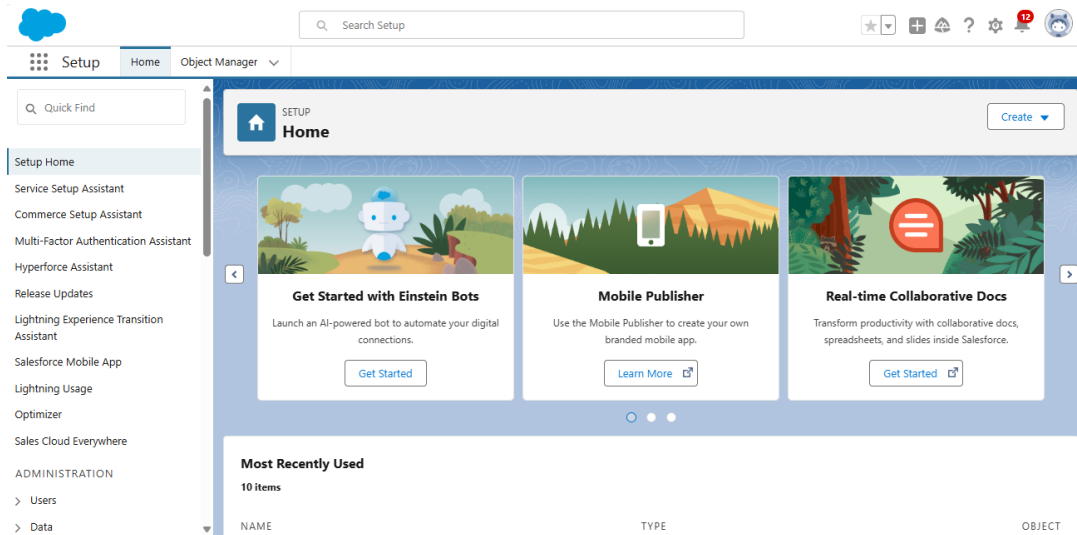 Search Setup
12
Setup
Home
Object Manager
Quick Find
Setup Home
Service Setup Assistant
Commerce Setup Assistant
Multi-Factor Authentication Assistant
Hyperforce Assistant
Release Updates
Lightning Experience Transition
Assistant
Salesforce Mobile App
Lightning Usage
Optimizer
Sales Cloud Everywhere
ADMINISTRATION
Users
Data
SETUP
Home
Create
Get Started with Einstein Bots
Launch an AI-powered bot to automate your digital
connections.
Get Started
Mobile Publisher
Use the Mobile Publisher to create your own
branded mobile app.
Learn More
Real-time Collaborative Docs
Transform productivity with collaborative docs,
spreadsheets, and slides inside Salesforce.
Get Started
Most Recently Used
10 items
NAME
TYPE
OBJECT